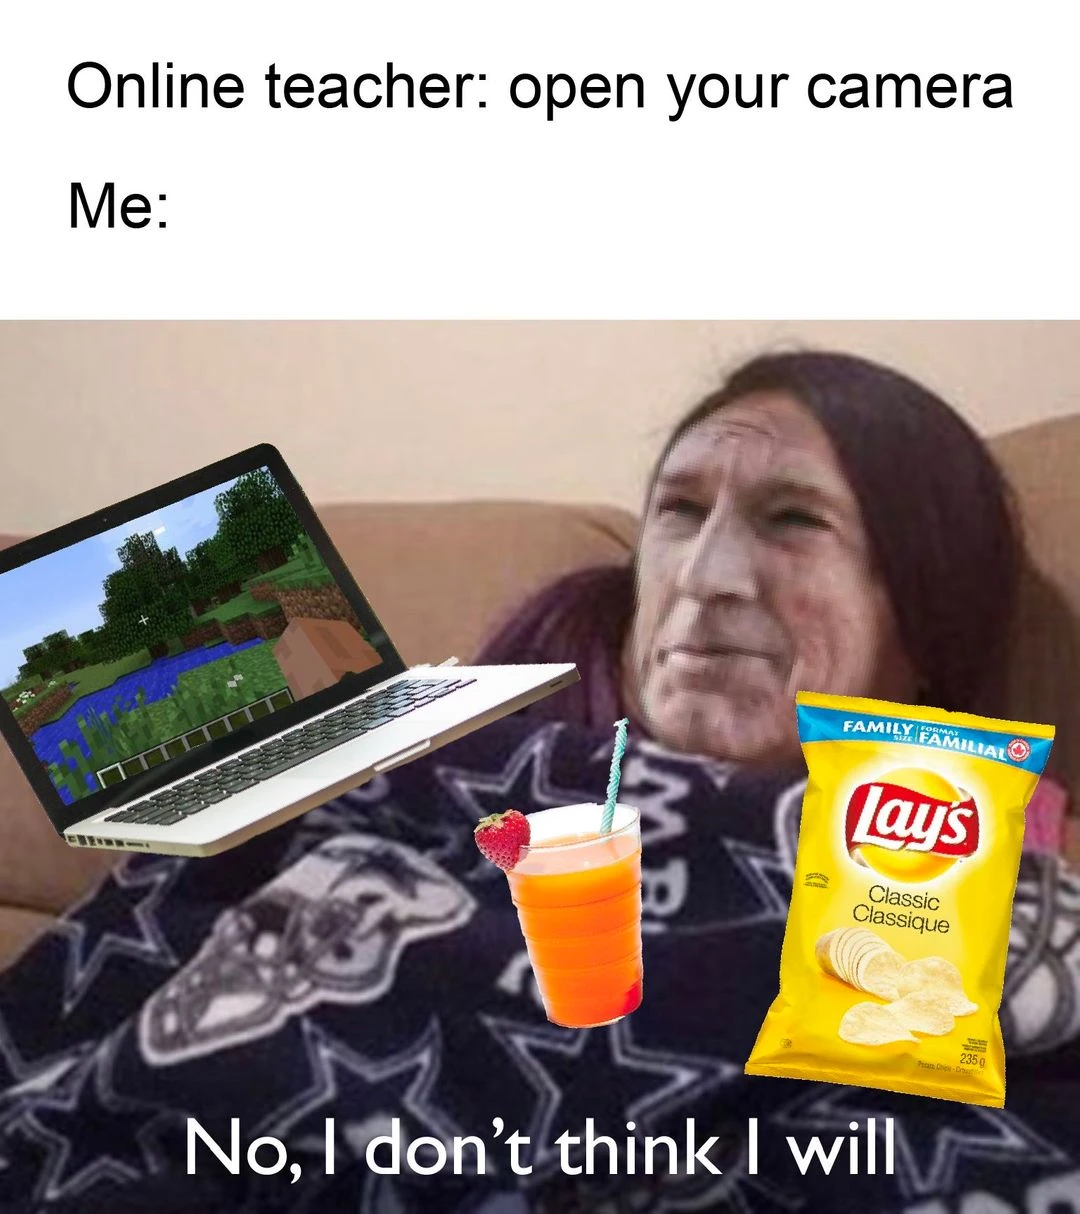 Online teacher: open your camera
Me:
FAMILY FORMAT
SIZE FAMILIAL
Lay's
Classic
Classique
235 g
No, I don't think I will